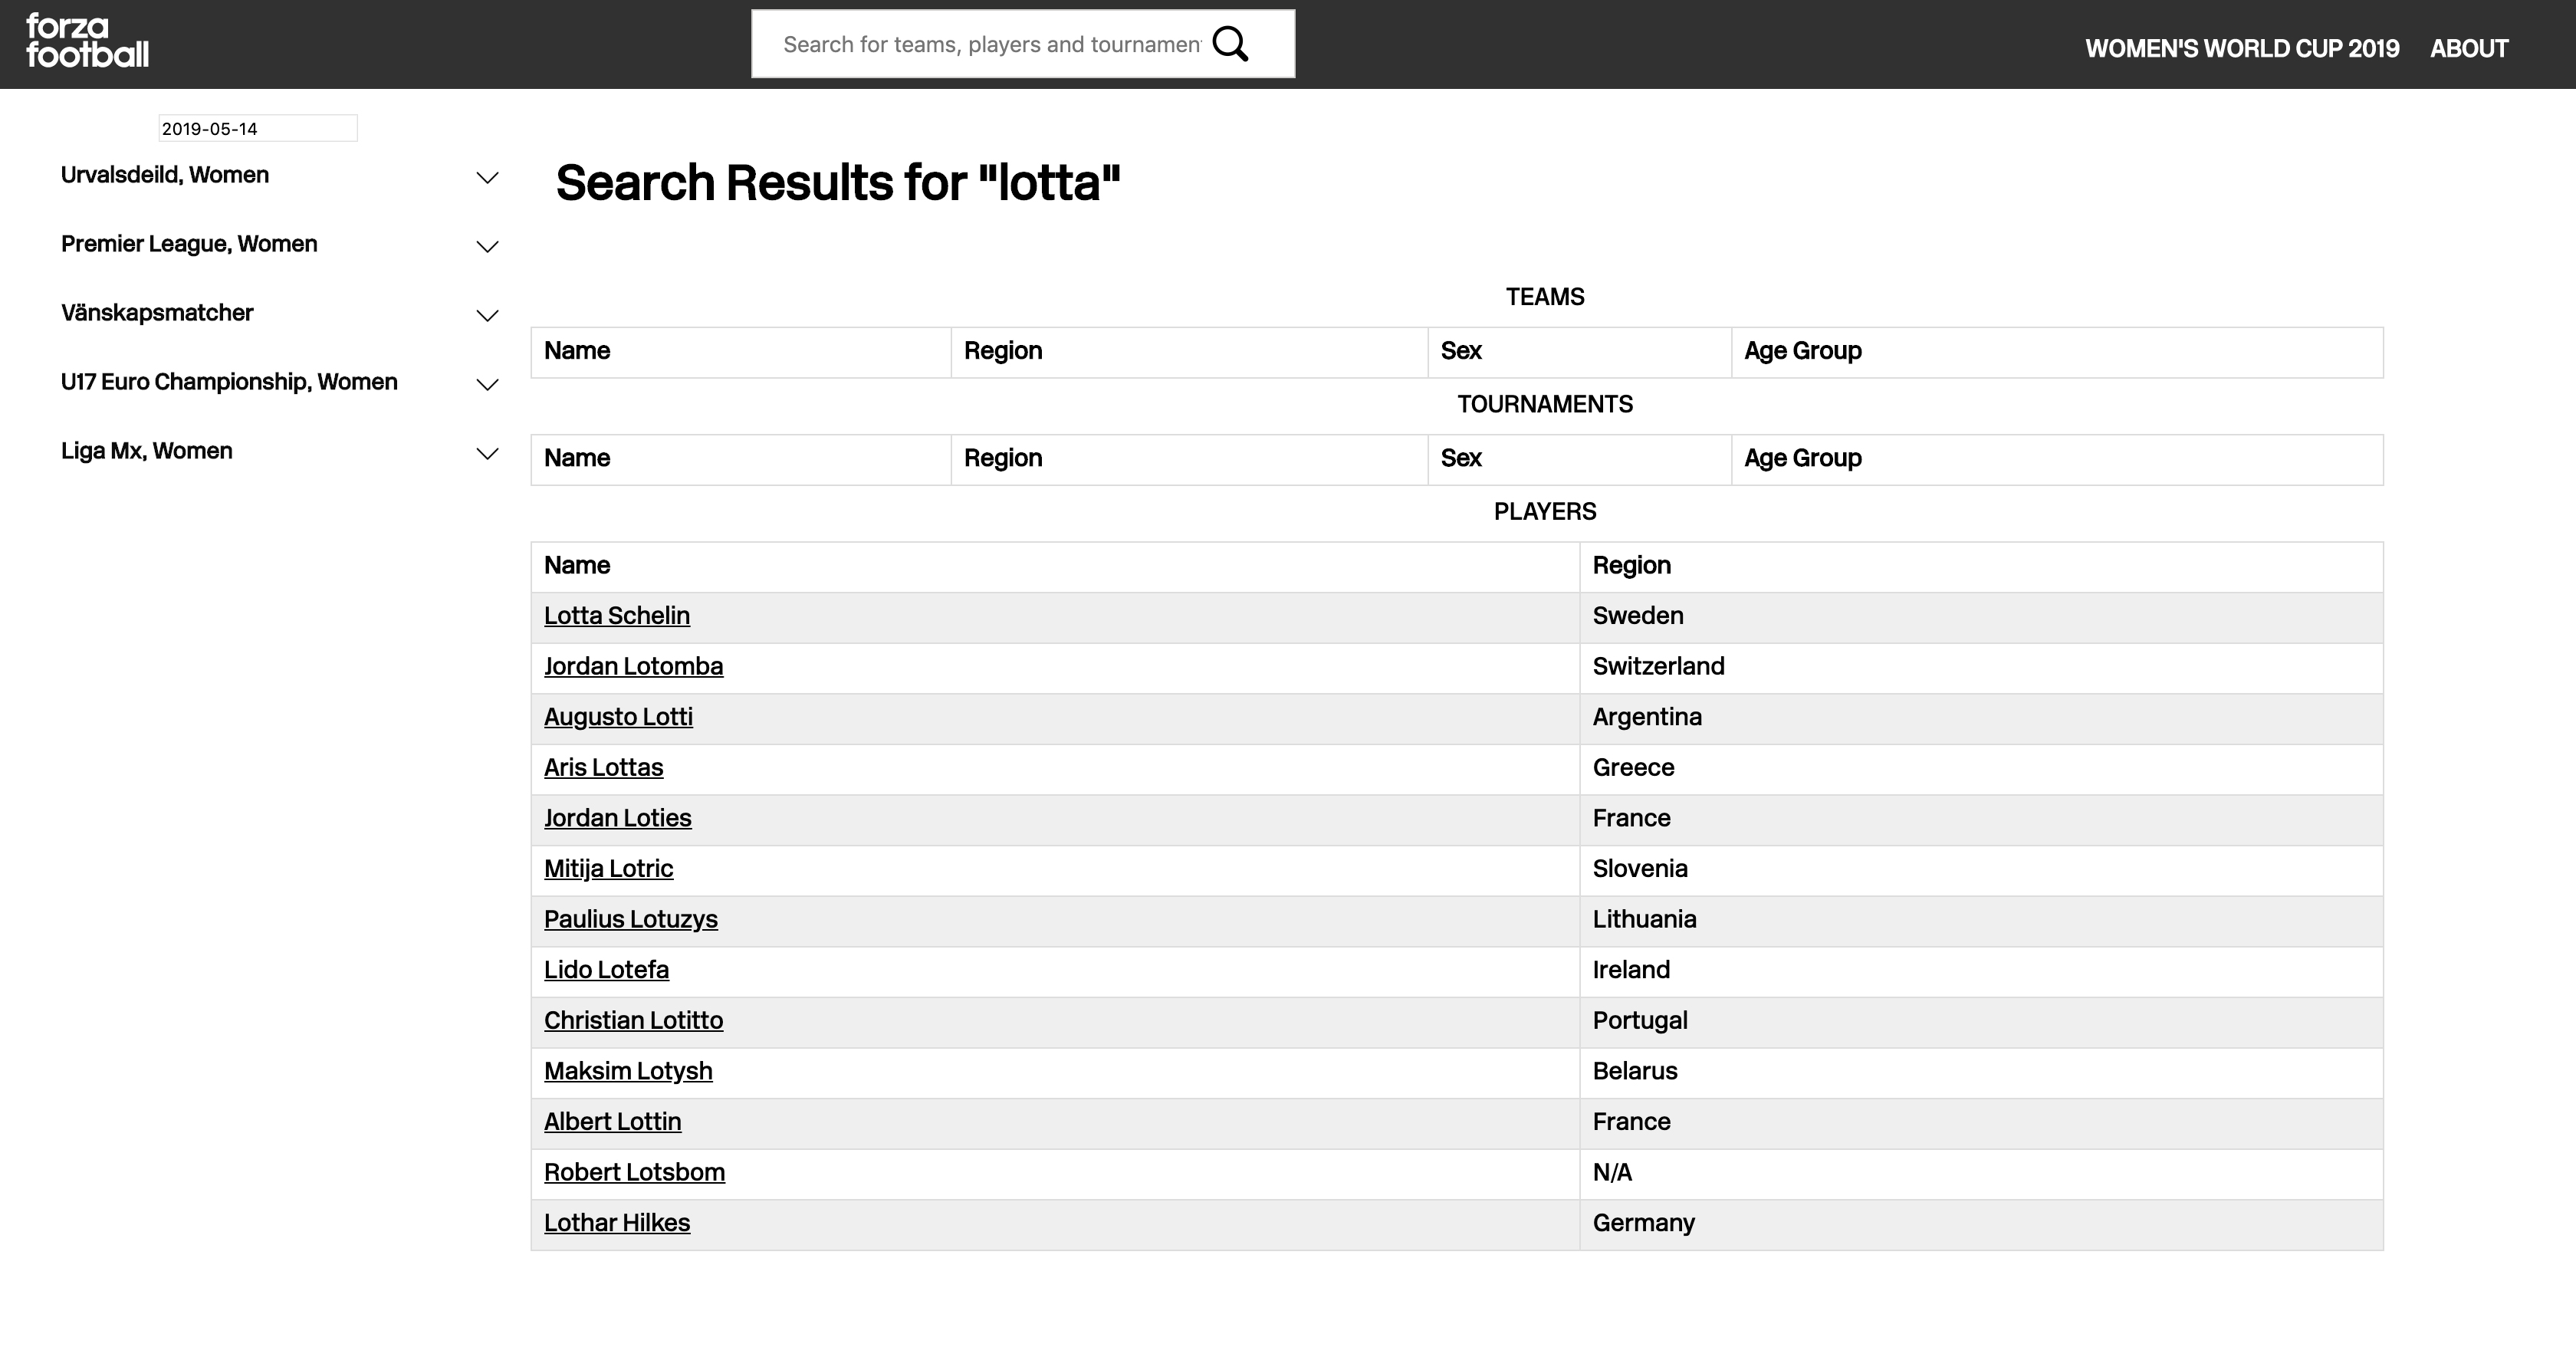 forza
football
Search for teams, players and tournamen
WOMEN'S WORLD CUP 2019 ABOUT
2019-05-14
Urvalsdeild, Women
Premier League, Women
Vänskapsmatcher
U17 Euro Championship, Women
Liga Mx, Women
Search Results for "lotta"
TEAMS
Name Region Sex Age Group
TOURNAMENTS
Name Region Sex Age Group
PLAYERS
Name Region
Lotta Schelin Sweden
Jordan Lotomba Switzerland
Augusto Lotti Argentina
Aris Lottas Greece
Jordan Loties France
Mitija Lotric Slovenia
Paulius Lotuzys Lithuania
Lido Lotefa Ireland
Christian Lotitto Portugal
Maksim Lotysh Belarus
Albert Lottin France
Robert Lotsbom N/A
Lothar Hilkes Germany